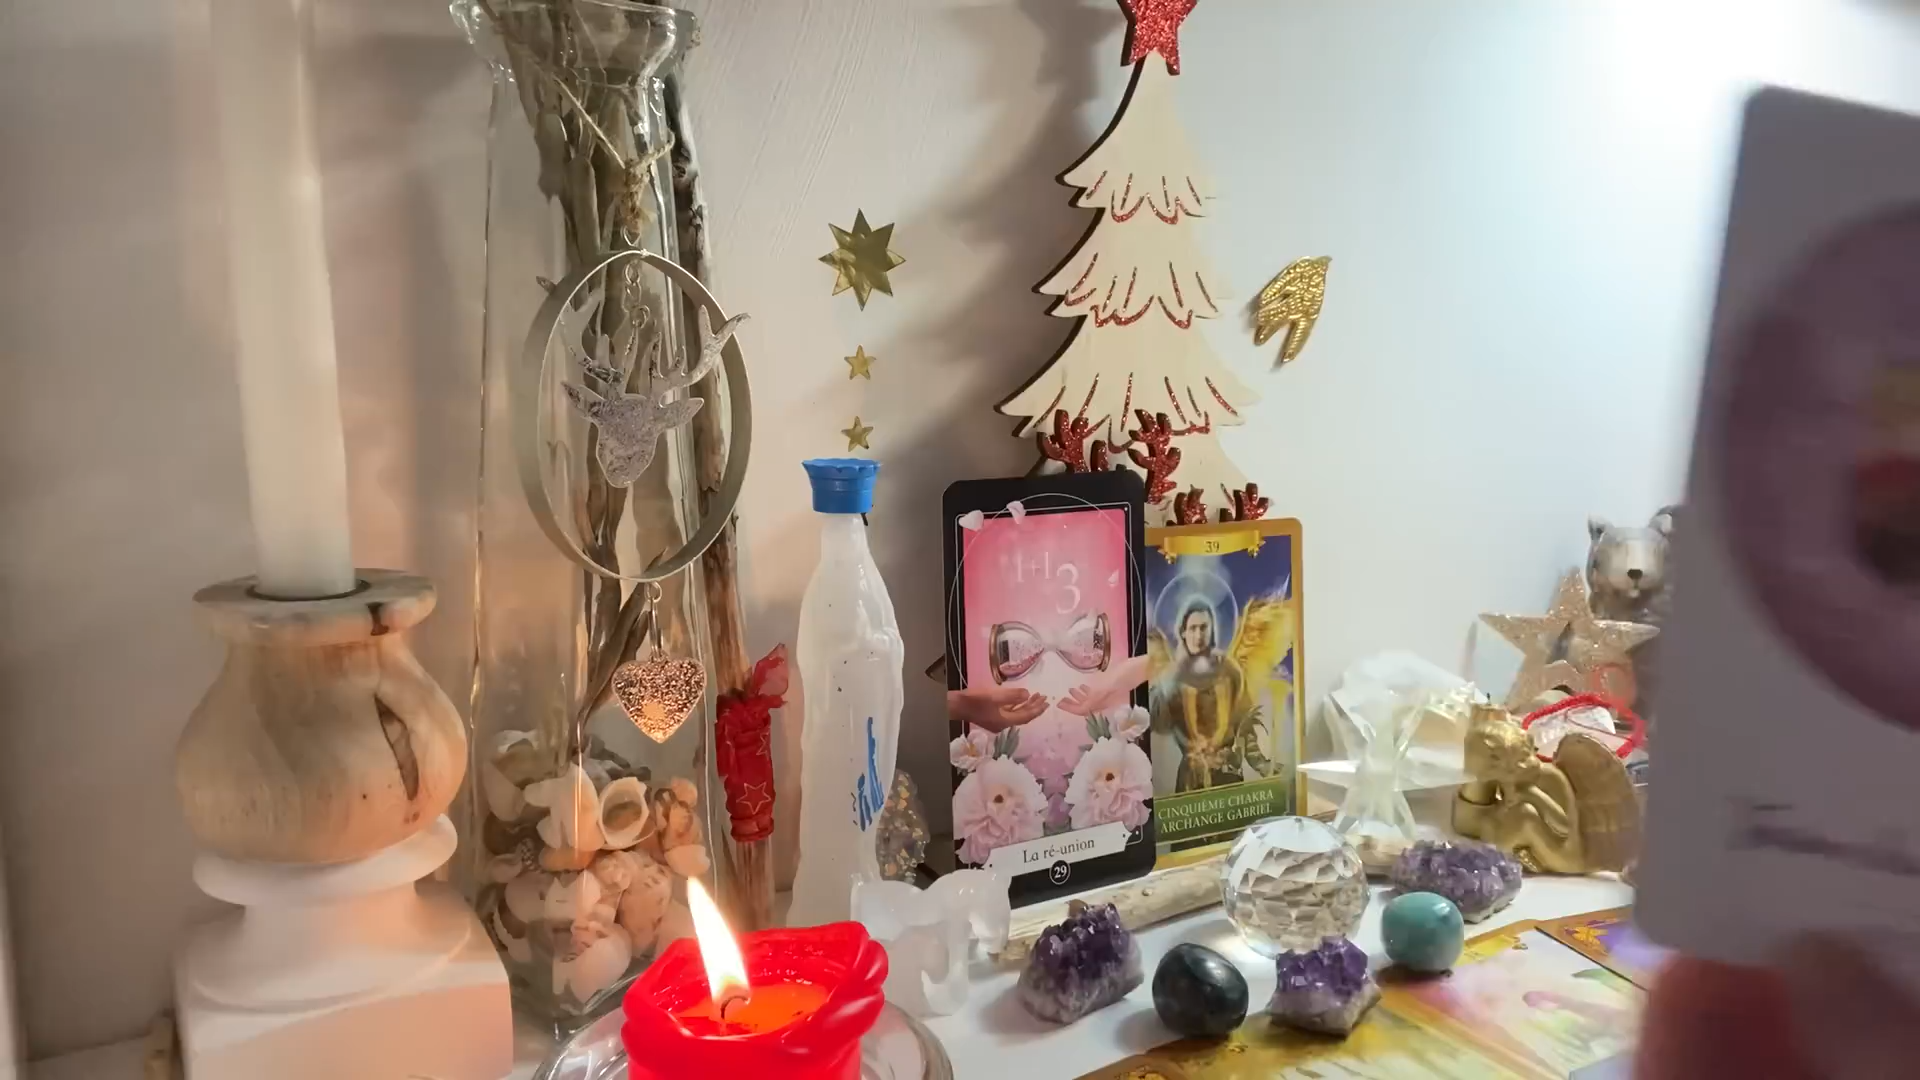 1+1
3
La ré-union
29
39
CINQUIÈME CHAKRA
ARCHANGE GABRIEL